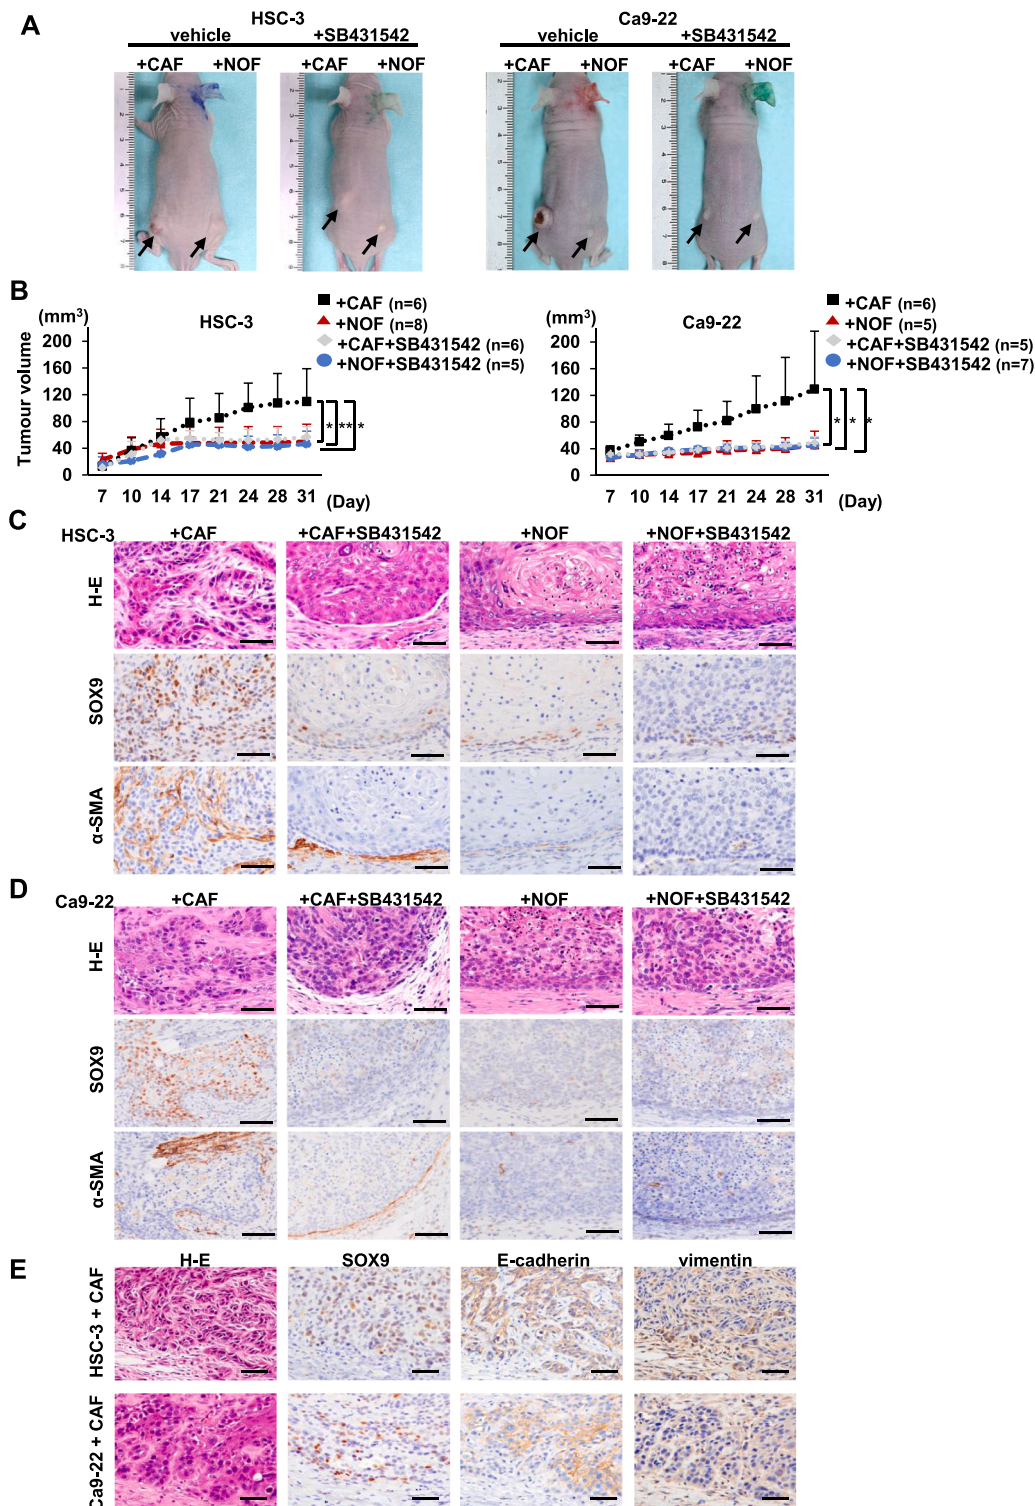 A
HSC-3
Ca9-22
vehicle
+SB431542
vehicle
+SB431542
+CAF
+NOF
+CAF
+NOF
+CAF
+NOF
+CAF
+NOF
B
(mm³)
HSC-3
+CAF (n=6)
+NOF (n=8)
+CAF+SB431542 (n=6)
+NOF+SB431542 (n=5)
Tumour volume
200
160
120
80
40
0
7 10 14 17 21 24 28 31 (Day)
* ** *
(mm³)
Ca9-22
+CAF (n=6)
+NOF (n=5)
+CAF+SB431542 (n=5)
+NOF+SB431542 (n=7)
200
160
120
80
40
0
7 10 14 17 21 24 28 31 (Day)
* * *
C
HSC-3
+CAF
+CAF+SB431542
+NOF
+NOF+SB431542
H-E
SOX9
α-SMA
D
Ca9-22
+CAF
+CAF+SB431542
+NOF
+NOF+SB431542
H-E
SOX9
α-SMA
E
H-E
SOX9
E-cadherin
vimentin
HSC-3 + CAF
Ca9-22 + CAF